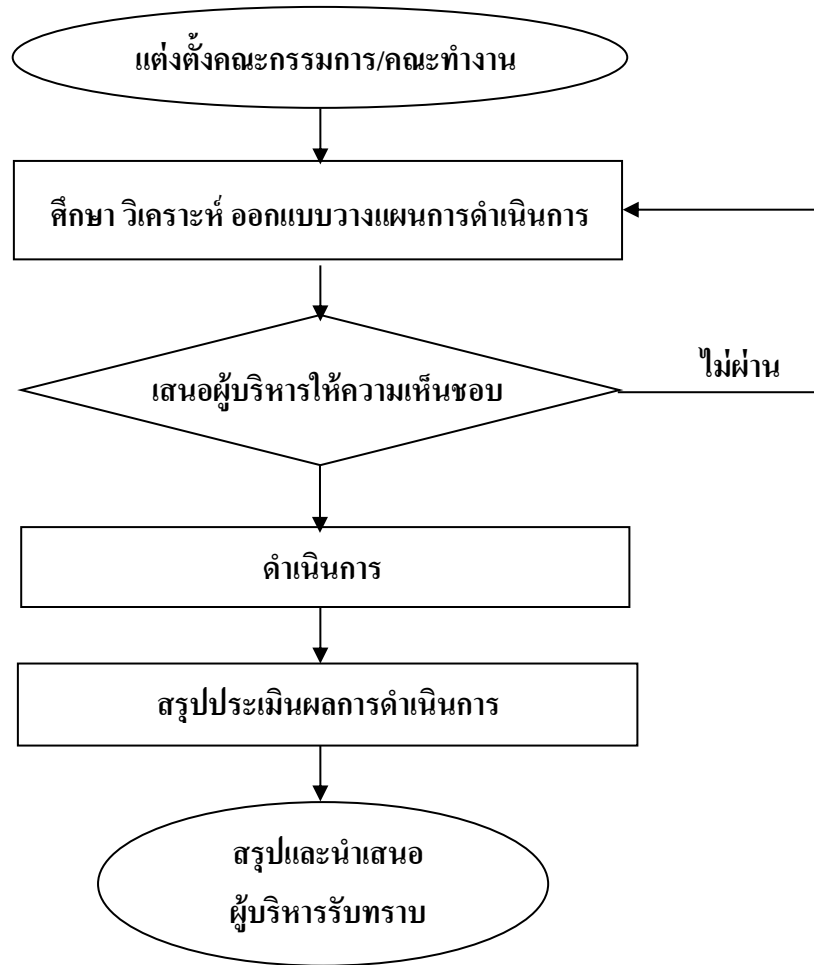 แต่งตั้งคณะกรรมการ/คณะทำงาน
ศึกษา วิเคราะห์ ออกแบบวางแผนการดำเนินการ
เสนอผู้บริหารให้ความเห็นชอบ
ไม่ผ่าน
ดำเนินการ
สรุปประเมินผลการดำเนินการ
สรุปและนำเสนอ
ผู้บริหารรับทราบ